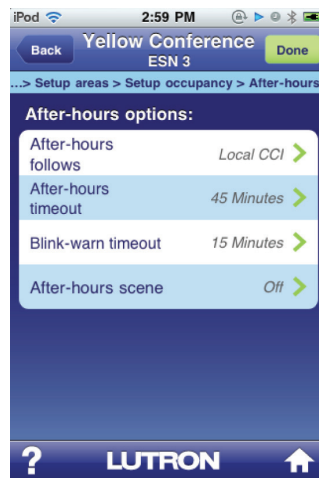 iPod 2:59 PM
Back Yellow Conference Done
ESN 3
...> Setup areas > Setup occupancy > After-hours
After-hours options:
After-hours
follows Local CCI
After-hours
timeout 45 Minutes
Blink-warn timeout 15 Minutes
After-hours scene Off
? LUTRON